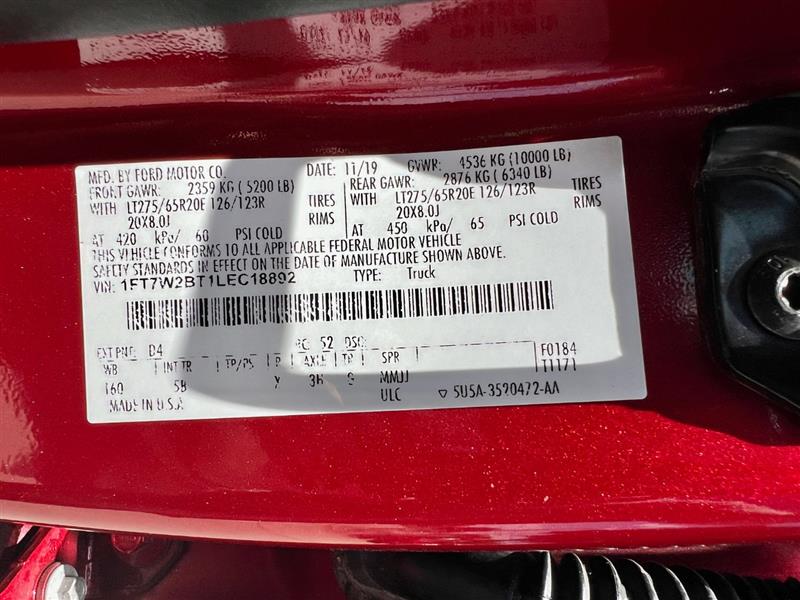 MFD. BY FORD MOTOR CO. DATE: 11/19 GVWR: 4536 KG (10000 LB)
FRONT GAWR: 2359 KG ( 5200 LB) REAR GAWR: 2876 KG ( 6340 LB)
WITH LT275/65R20E 126/123R TIRES WITH LT275/65R20E 126/123R TIRES
20X8.0J RIMS 20X8.0J RIMS
AT 420 kPa/ 60 PSI COLD AT 450 kPa/ 65 PSI COLD
THIS VEHICLE CONFORMS TO ALL APPLICABLE FEDERAL MOTOR VEHICLE
SAFETY STANDARDS IN EFFECT ON THE DATE OF MANUFACTURE SHOWN ABOVE.
VIN: 1FT7W2BT1LEC18892 TYPE: Truck
EXT PNT: D4 RC: 52 DSO: F0184
WB INT TR TP/PS R AXLE TR SPR T1171
160 5B 3H MMJJ
MADE IN U.S.A ULC ▽ 5U5A-3520472-AA